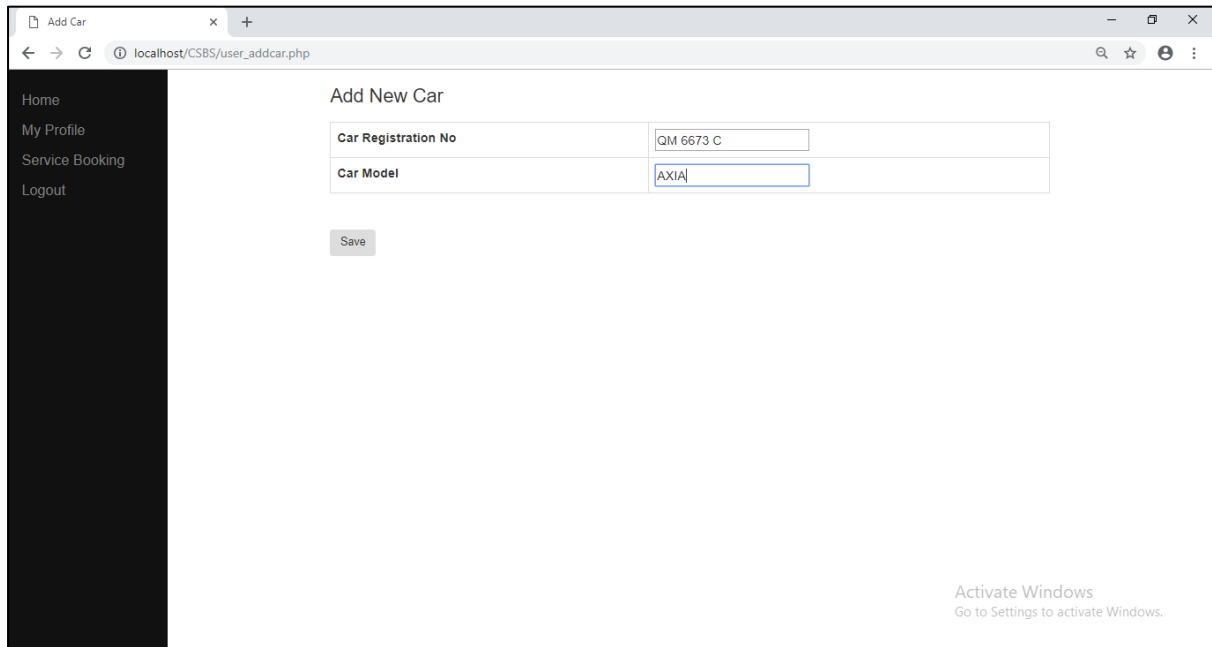 Add Car
localhost/CSBS/user_addcar.php
Home
My Profile
Service Booking
Logout
Add New Car
Car Registration No QM 6673 C
Car Model AXIA
Save
Activate Windows
Go to Settings to activate Windows.